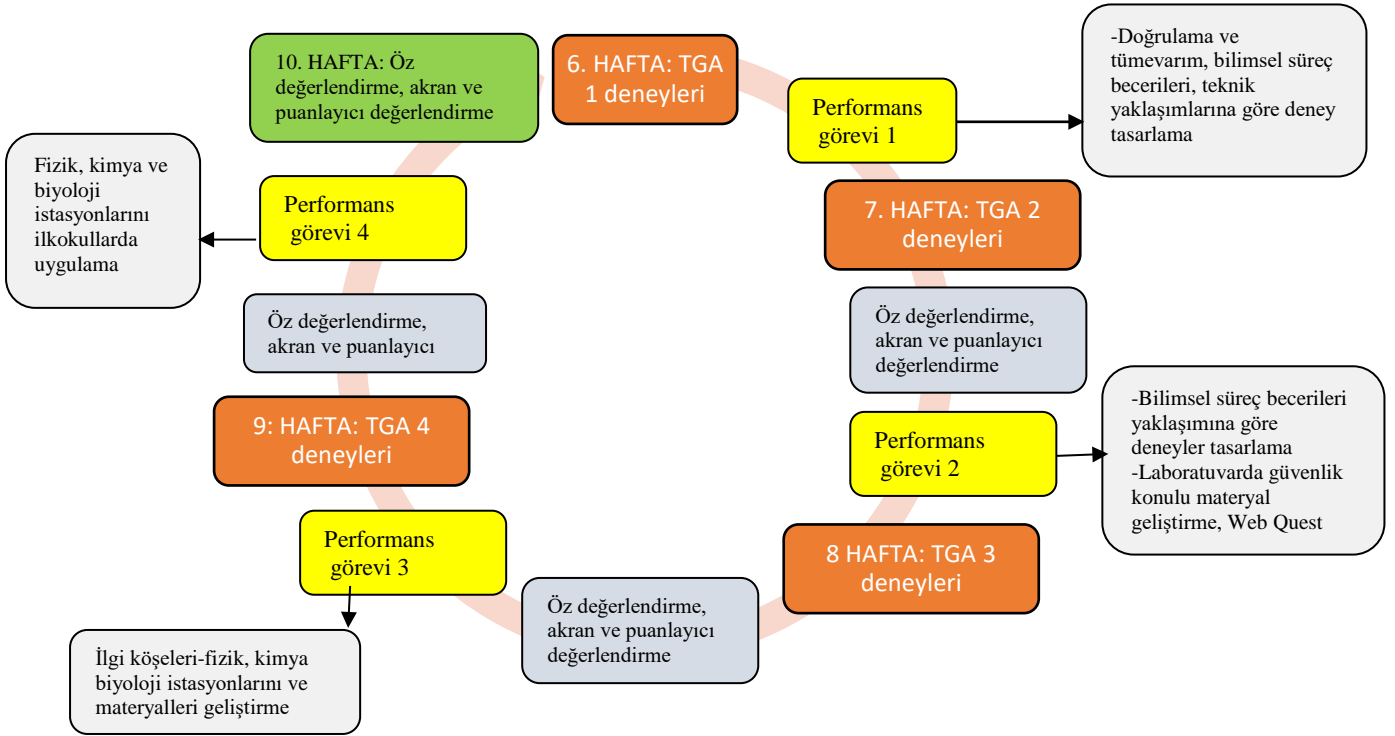 6. HAFTA: TGA
1 deneyleri
Performans
görevi 1
-Doğrulama ve
tümevarım, bilimsel süreç
becerileri, teknik
yaklaşımlarına göre deney
tasarlama
7. HAFTA: TGA 2
deneyleri
Öz değerlendirme,
akran ve puanlayıcı
değerlendirme
Performans
görevi 2
-Bilimsel süreç becerileri
yaklaşımına göre
deneyler tasarlama
-Laboratuvarda güvenlik
konulu materyal
geliştirme, Web Quest
8 HAFTA: TGA 3
deneyleri
Öz değerlendirme,
akran ve puanlayıcı
değerlendirme
Performans
görevi 3
İlgi köşeleri-fizik, kimya
biyoloji istasyonlarını ve
materyalleri geliştirme
9: HAFTA: TGA 4
deneyleri
Öz değerlendirme,
akran ve puanlayıcı
Performans
görevi 4
Fizik, kimya ve
biyoloji
istasyonlarını
ilkokullarda
uygulama
10. HAFTA: Öz
değerlendirme, akran ve
puanlayıcı değerlendirme